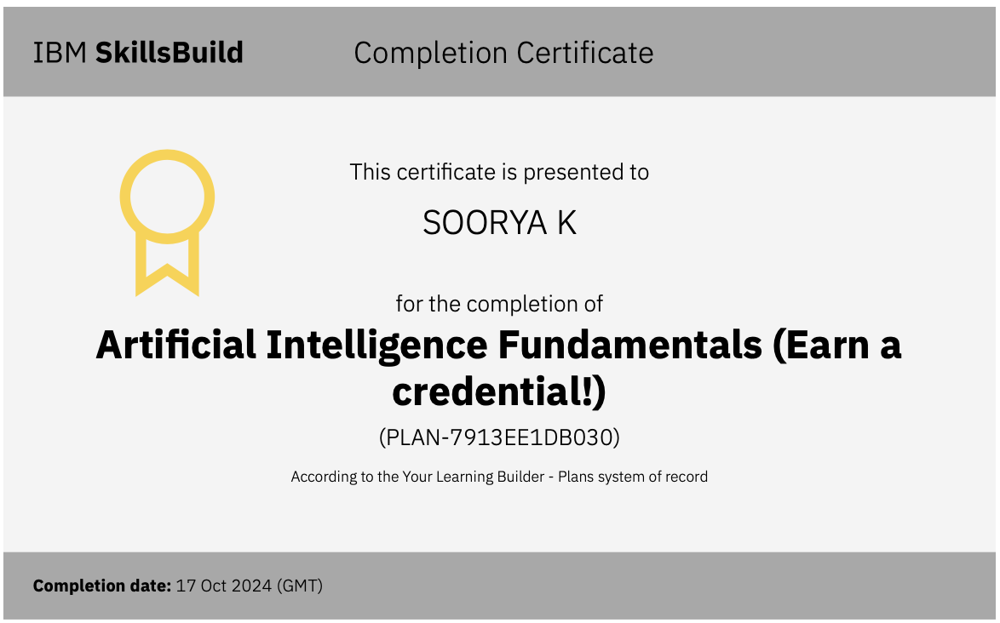 IBM SkillsBuild
Completion Certificate
This certificate is presented to
SOORYA K
for the completion of
Artificial Intelligence Fundamentals (Earn a
credential!)
(PLAN-7913EE1DB030)
According to the Your Learning Builder - Plans system of record
Completion date: 17 Oct 2024 (GMT)